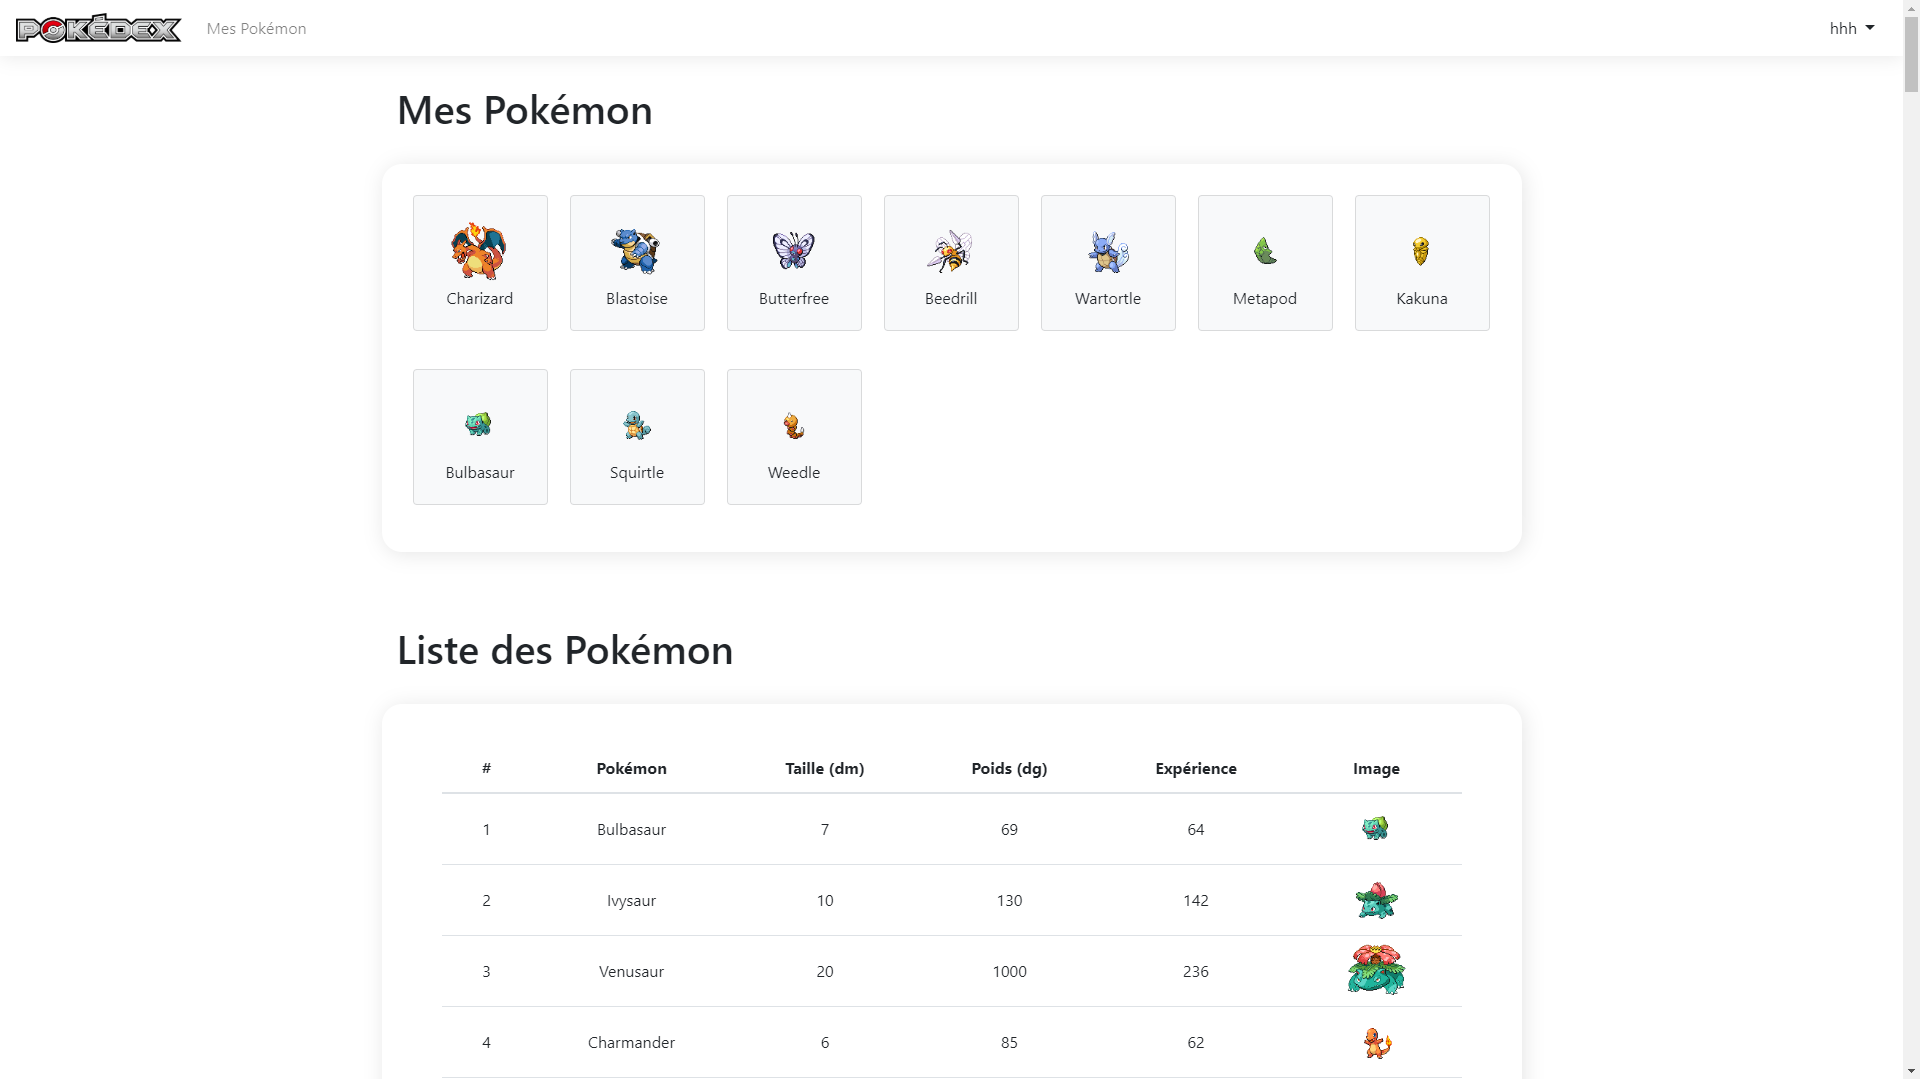 POKÉDEX Mes Pokémon hhh
Mes Pokémon
Charizard Blastoise Butterfree Beedrill Wartortle Metapod Kakuna
Bulbasaur Squirtle Weedle
Liste des Pokémon
# Pokémon Taille (dm) Poids (dg) Expérience Image
1 Bulbasaur 7 69 64
2 Ivysaur 10 130 142
3 Venusaur 20 1000 236
4 Charmander 6 85 62